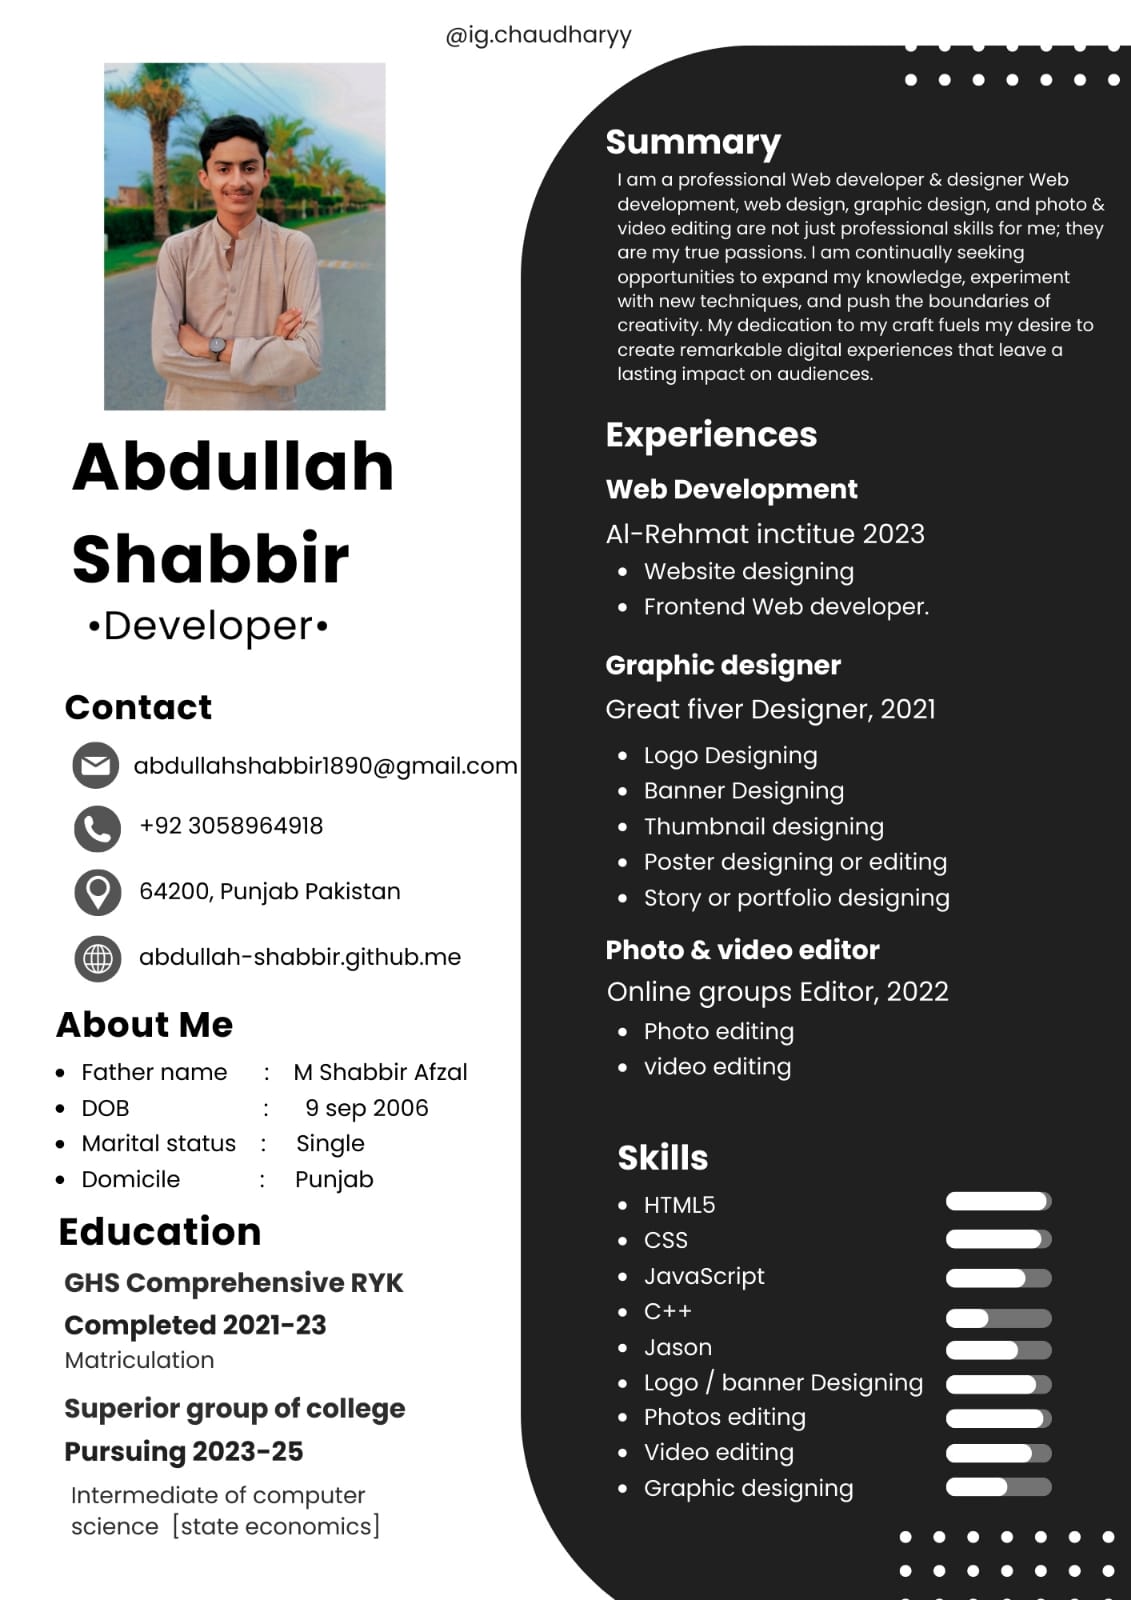 @ig.chaudharyy
Abdullah
Shabbir
•Developer•
Contact
abdullahshabbir1890@gmail.com
+92 3058964918
64200, Punjab Pakistan
abdullah-shabbir.github.me
About Me
• Father name : M Shabbir Afzal
• DOB : 9 sep 2006
• Marital status : Single
• Domicile : Punjab
Education
GHS Comprehensive RYK
Completed 2021-23
Matriculation
Superior group of college
Pursuing 2023-25
Intermediate of computer
science [state economics]
Summary
I am a professional Web developer & designer Web
development, web design, graphic design, and photo &
video editing are not just professional skills for me; they
are my true passions. I am continually seeking
opportunities to expand my knowledge, experiment
with new techniques, and push the boundaries of
creativity. My dedication to my craft fuels my desire to
create remarkable digital experiences that leave a
lasting impact on audiences.
Experiences
Web Development
Al-Rehmat inctitue 2023
• Website designing
• Frontend Web developer.
Graphic designer
Great fiver Designer, 2021
• Logo Designing
• Banner Designing
• Thumbnail designing
• Poster designing or editing
• Story or portfolio designing
Photo & video editor
Online groups Editor, 2022
• Photo editing
• video editing
Skills
• HTML5
• CSS
• JavaScript
• C++
• Jason
• Logo / banner Designing
• Photos editing
• Video editing
• Graphic designing